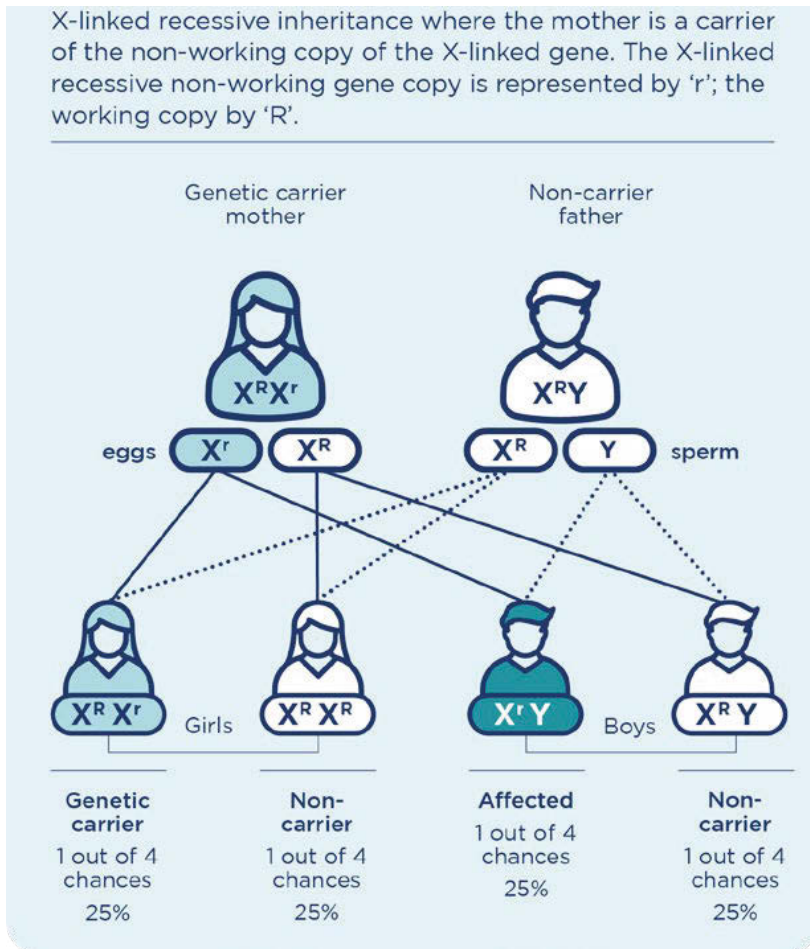 X-linked recessive inheritance where the mother is a carrier
of the non-working copy of the X-linked gene. The X-linked
recessive non-working gene copy is represented by ‘r’; the
working copy by ‘R’.
Genetic carrier
mother
Non-carrier
father
XᴿXʳ
XᴿY
eggs Xʳ Xᴿ Xᴿ Y sperm
Xᴿ Xʳ Girls Xᴿ Xᴿ Xʳ Y Boys Xᴿ Y
Genetic
carrier
1 out of 4
chances
25%
Non-
carrier
1 out of 4
chances
25%
Affected
1 out of 4
chances
25%
Non-
carrier
1 out of 4
chances
25%